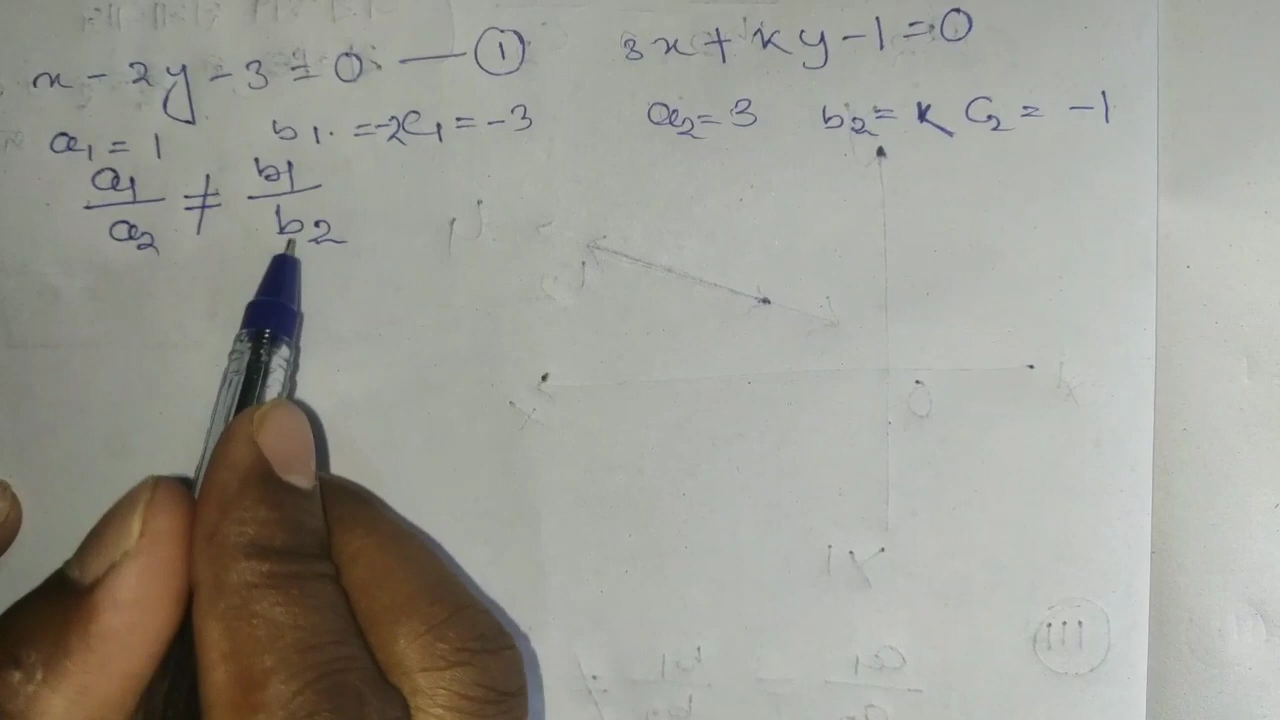 x - 2y - 3 = 0 — ①
3x + ky - 1 = 0
a₁ = 1 b₁ = -2 C₁ = -3
a₂ = 3 b₂ = K C₂ = -1
a₁/a₂ ≠ b₁/b₂